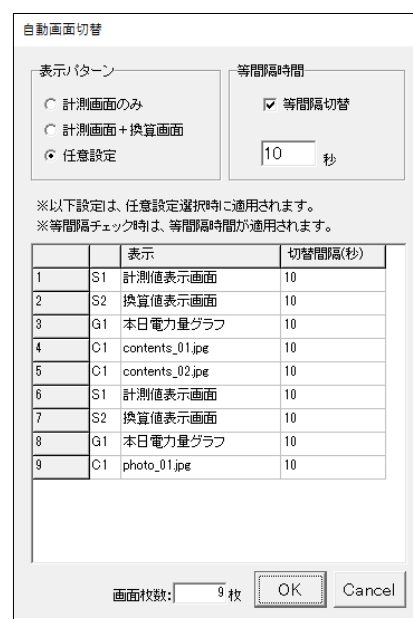 自動画面切替
表示パターン
計測画面のみ
計測画面+換算画面
任意設定
等間隔時間
等間隔切替
10 秒
※以下設定は、任意設定選択時に適用されます。
※等間隔チェック時は、等間隔時間が適用されます。
表示 切替間隔(秒)
1 S1 計測値表示画面 10
2 S2 換算値表示画面 10
3 G1 本日電力量グラフ 10
4 C1 contents_01.jpg 10
5 C1 contents_02.jpg 10
6 S1 計測値表示画面 10
7 S2 換算値表示画面 10
8 G1 本日電力量グラフ 10
9 C1 photo_01.jpg 10
画面枚数: 9 枚 OK Cancel